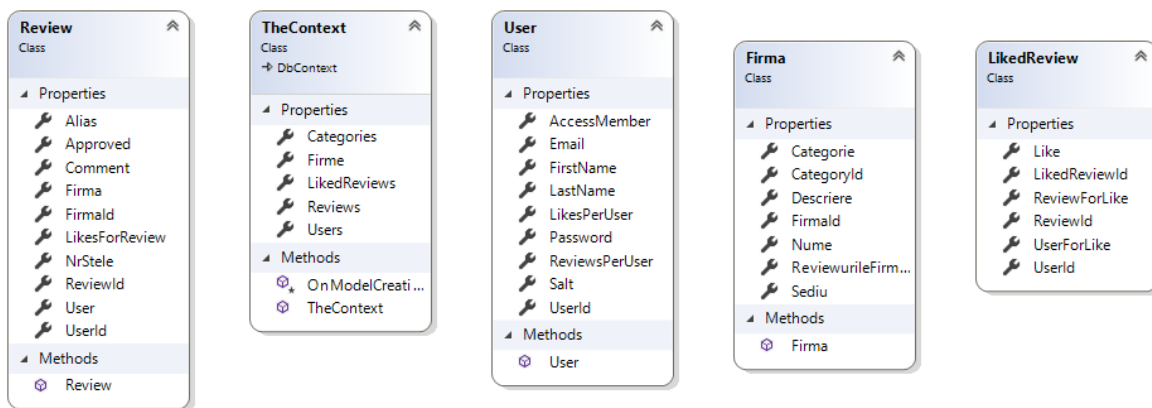 Review
Class
Properties
Alias
Approved
Comment
Firma
FirmaId
LikesForReview
NrStele
ReviewId
User
UserId
Methods
Review
TheContext
Class
DbContext
Properties
Categories
Firme
LikedReviews
Reviews
Users
Methods
OnModelCreati...
TheContext
User
Class
Properties
AccessMember
Email
FirstName
LastName
LikesPerUser
Password
ReviewsPerUser
Salt
UserId
Methods
User
Firma
Class
Properties
Categorie
CategoryId
Descriere
FirmaId
Nume
ReviewurileFirm...
Sediu
Methods
Firma
LikedReview
Class
Properties
Like
LikedReviewId
ReviewForLike
ReviewId
UserForLike
UserId